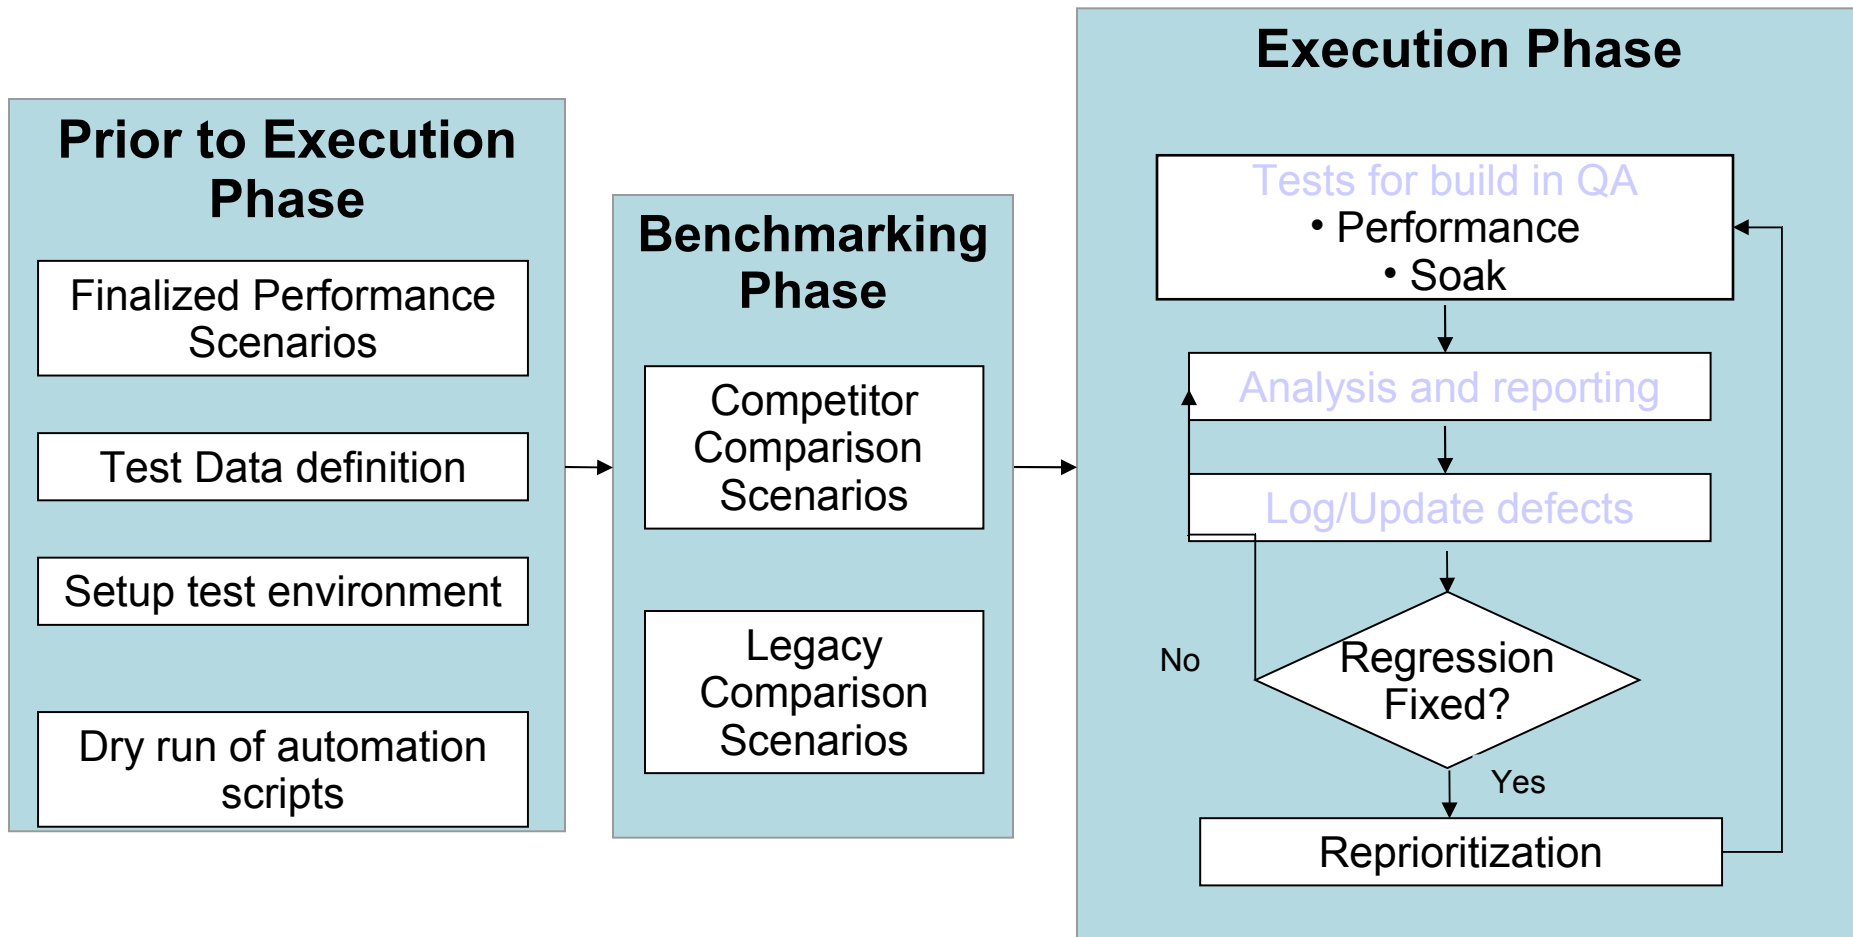 Prior to Execution
Phase
Finalized Performance
Scenarios
Test Data definition
Setup test environment
Dry run of automation
scripts
Benchmarking
Phase
Competitor
Comparison
Scenarios
Legacy
Comparison
Scenarios
Execution Phase
Tests for build in QA
• Performance
• Soak
Analysis and reporting
Log/Update defects
Regression
Fixed?
No
Yes
Reprioritization